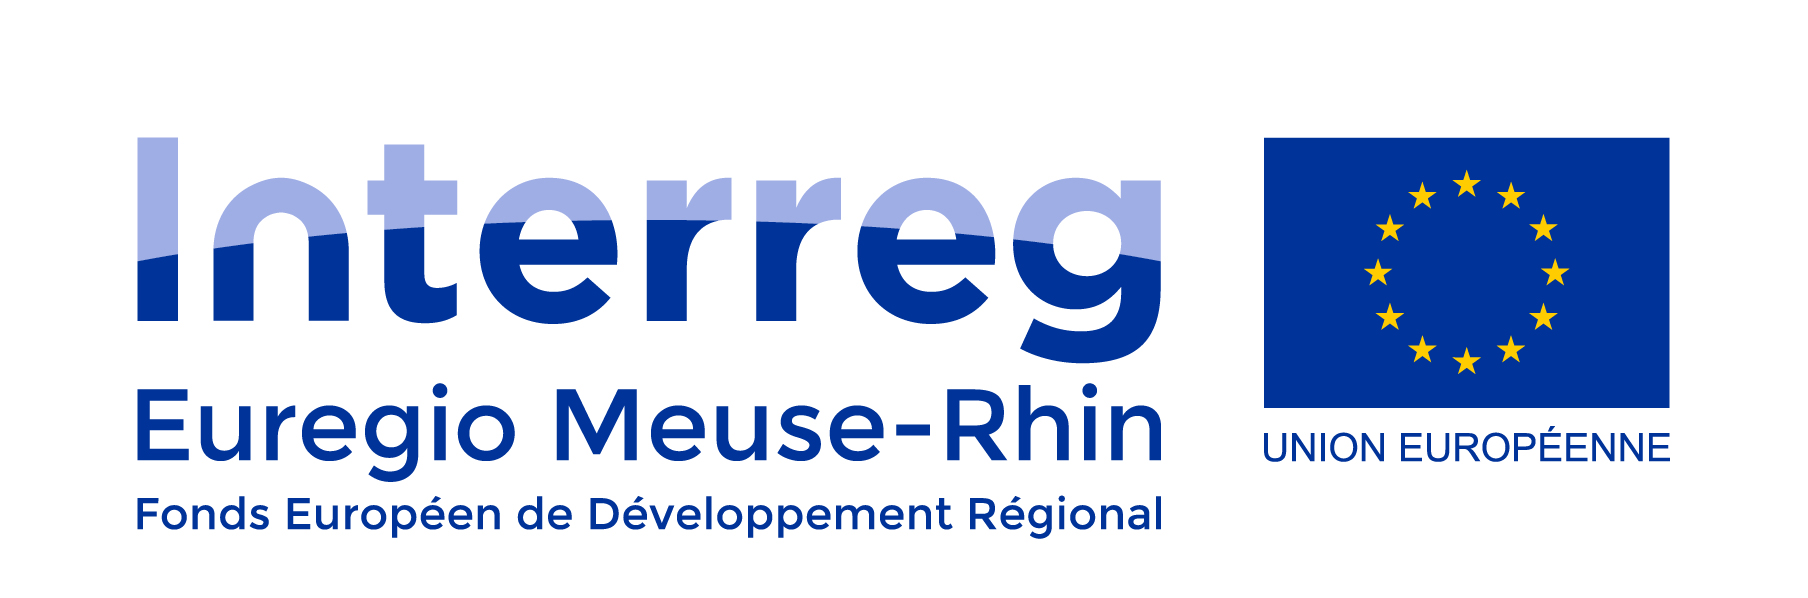 Interreg
Euregio Meuse-Rhin
Fonds Européen de Développement Régional
UNION EUROPÉENNE